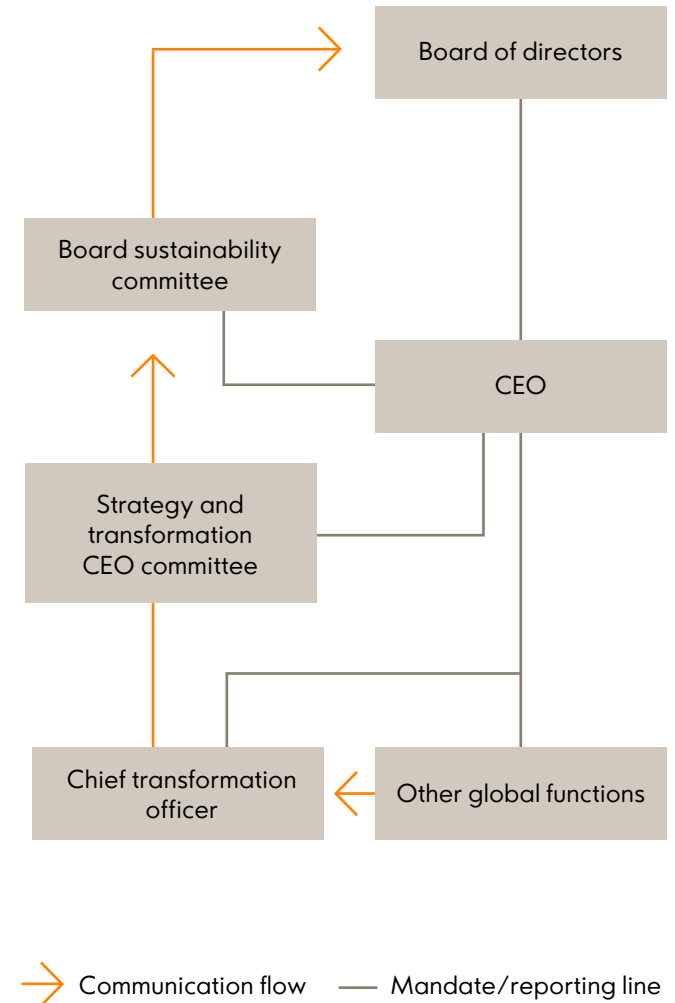 Board of directors
Board sustainability
committee
CEO
Strategy and
transformation
CEO committee
Chief transformation
officer
Other global functions
Communication flow
Mandate/reporting line